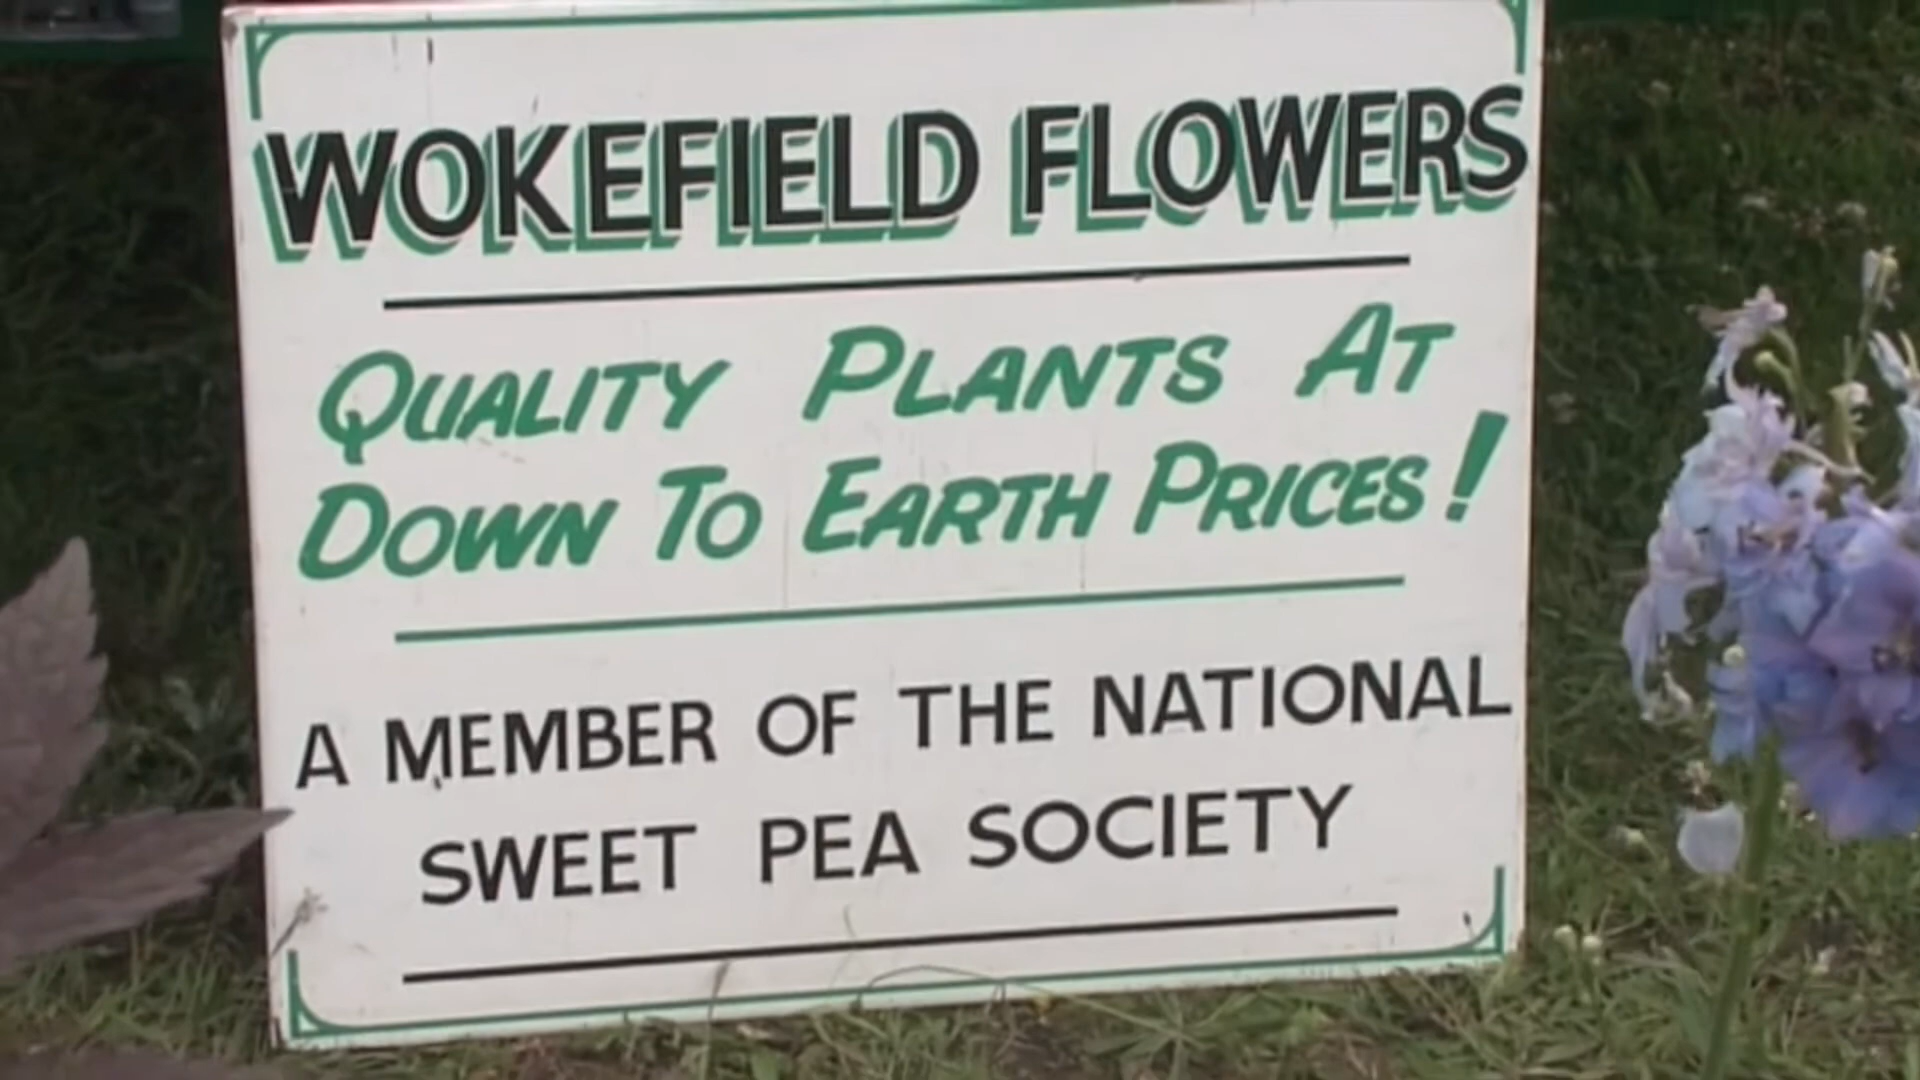 WOKEFIELD FLOWERS
QUALITY PLANTS AT
DOWN TO EARTH PRICES!
A MEMBER OF THE NATIONAL
SWEET PEA SOCIETY